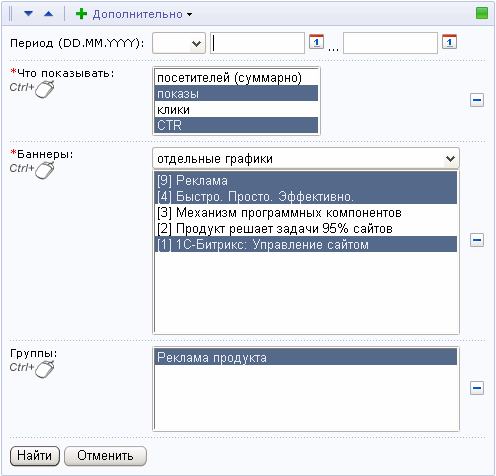 Дополнительно
Период (DD.MM.YYYY):
1 ... 1
*Что показывать:
Ctrl+
посетителей (суммарно)
показы
клики
CTR
*Баннеры:
Ctrl+
отдельные графики
[9] Реклама
[4] Быстро. Просто. Эффективно.
[3] Механизм программных компонентов
[2] Продукт решает задачи 95% сайтов
[1] 1С-Битрикс: Управление сайтом
Группы:
Ctrl+
Реклама продукта
Найти Отменить